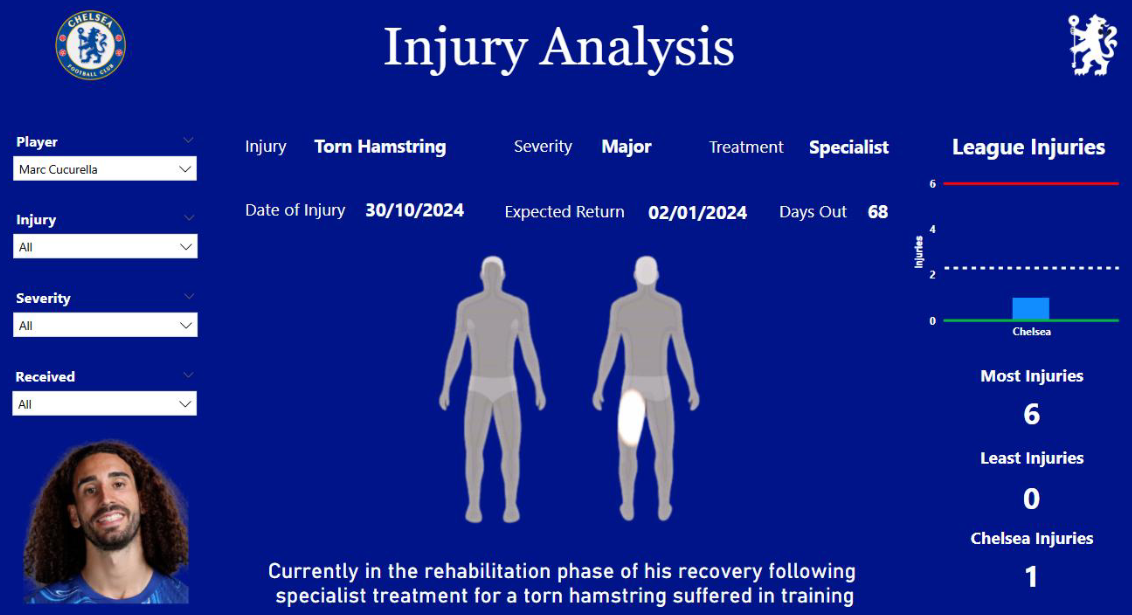 CHELSEA
FOOTBALL CLUB
Injury Analysis
Player
Marc Cucurella
Injury
All
Severity
All
Received
All
Injury Torn Hamstring Severity Major Treatment Specialist
Date of Injury 30/10/2024 Expected Return 02/01/2024 Days Out 68
Currently in the rehabilitation phase of his recovery following
specialist treatment for a torn hamstring suffered in training
League Injuries
Injuries
6
4
2
0
Chelsea
Most Injuries
6
Least Injuries
0
Chelsea Injuries
1